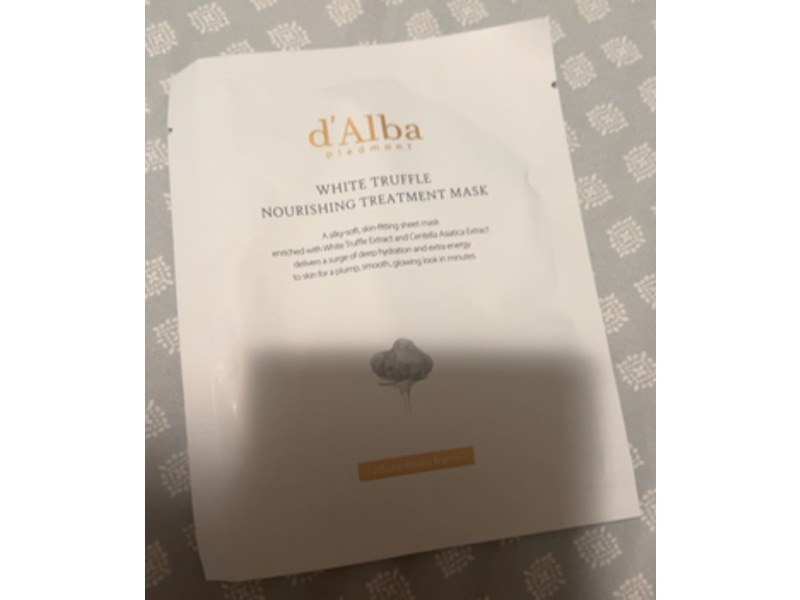 d'Alba
piedmont
WHITE TRUFFLE
NOURISHING TREATMENT MASK
A silky-soft, skin-fitting sheet mask
enriched with White Truffle Extract and Centella Asiatica Extract
delivers a surge of deep hydration and extra energy
to skin for a plump, smooth, glowing look in minutes.